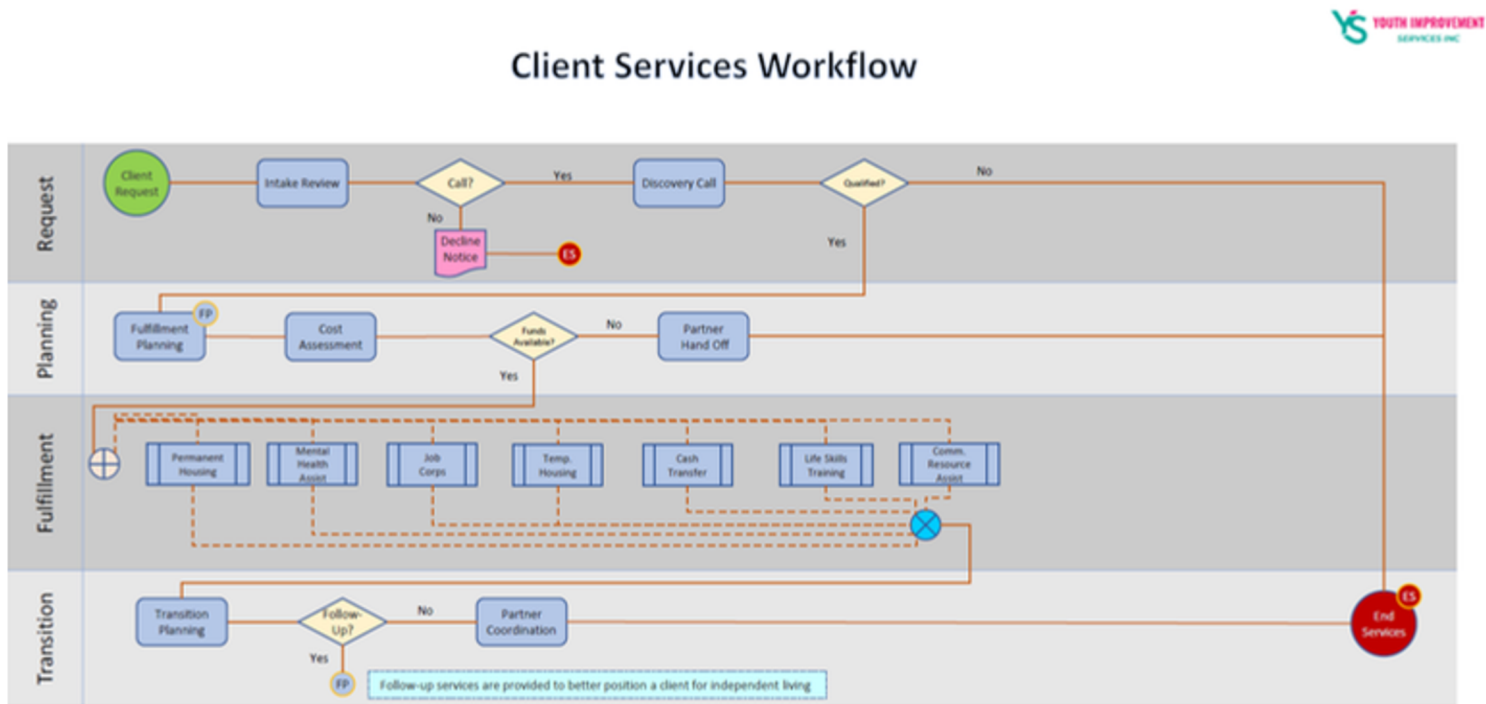 YS YOUTH IMPROVEMENT
SERVICES INC
Client Services Workflow
Request
Client
Request
Intake Review
Call?
Yes
Discovery Call
Qualified?
No
No
Decline
Notice
ES
Yes
Planning
Fulfillment
Planning
FP
Cost
Assessment
Funds
Available?
No
Partner
Hand Off
Yes
Fulfillment
Permanent
Housing
Mental
Health
Assist
Job
Corps
Temp.
Housing
Cash
Transfer
Life Skills
Training
Comm.
Resource
Assist
Transition
Transition
Planning
Follow-
Up?
No
Partner
Coordination
ES
End
Services
Yes
FP
Follow-up services are provided to better position a client for independent living